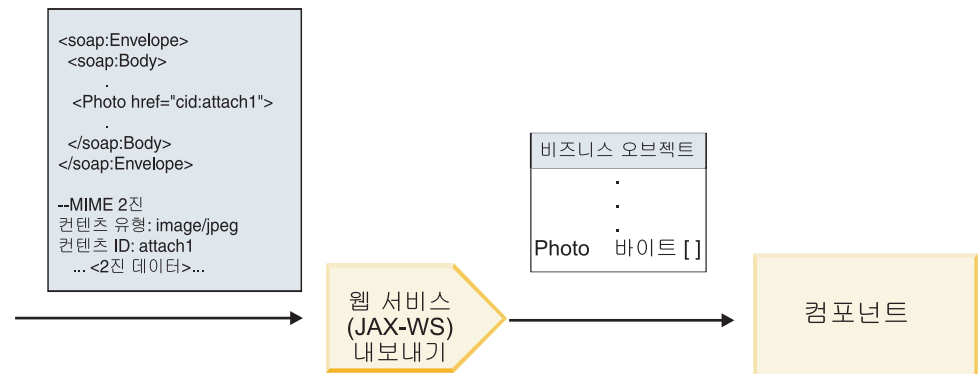 <soap:Envelope>
<soap:Body>
.
<Photo href="cid:attach1">
.
</soap:Body>
</soap:Envelope>
--MIME 2진
컨텐츠 유형: image/jpeg
컨텐츠 ID: attach1
... <2진 데이터>...
비즈니스 오브젝트
.
.
.
Photo 바이트 [ ]
웹 서비스
(JAX-WS)
내보내기
컴포넌트